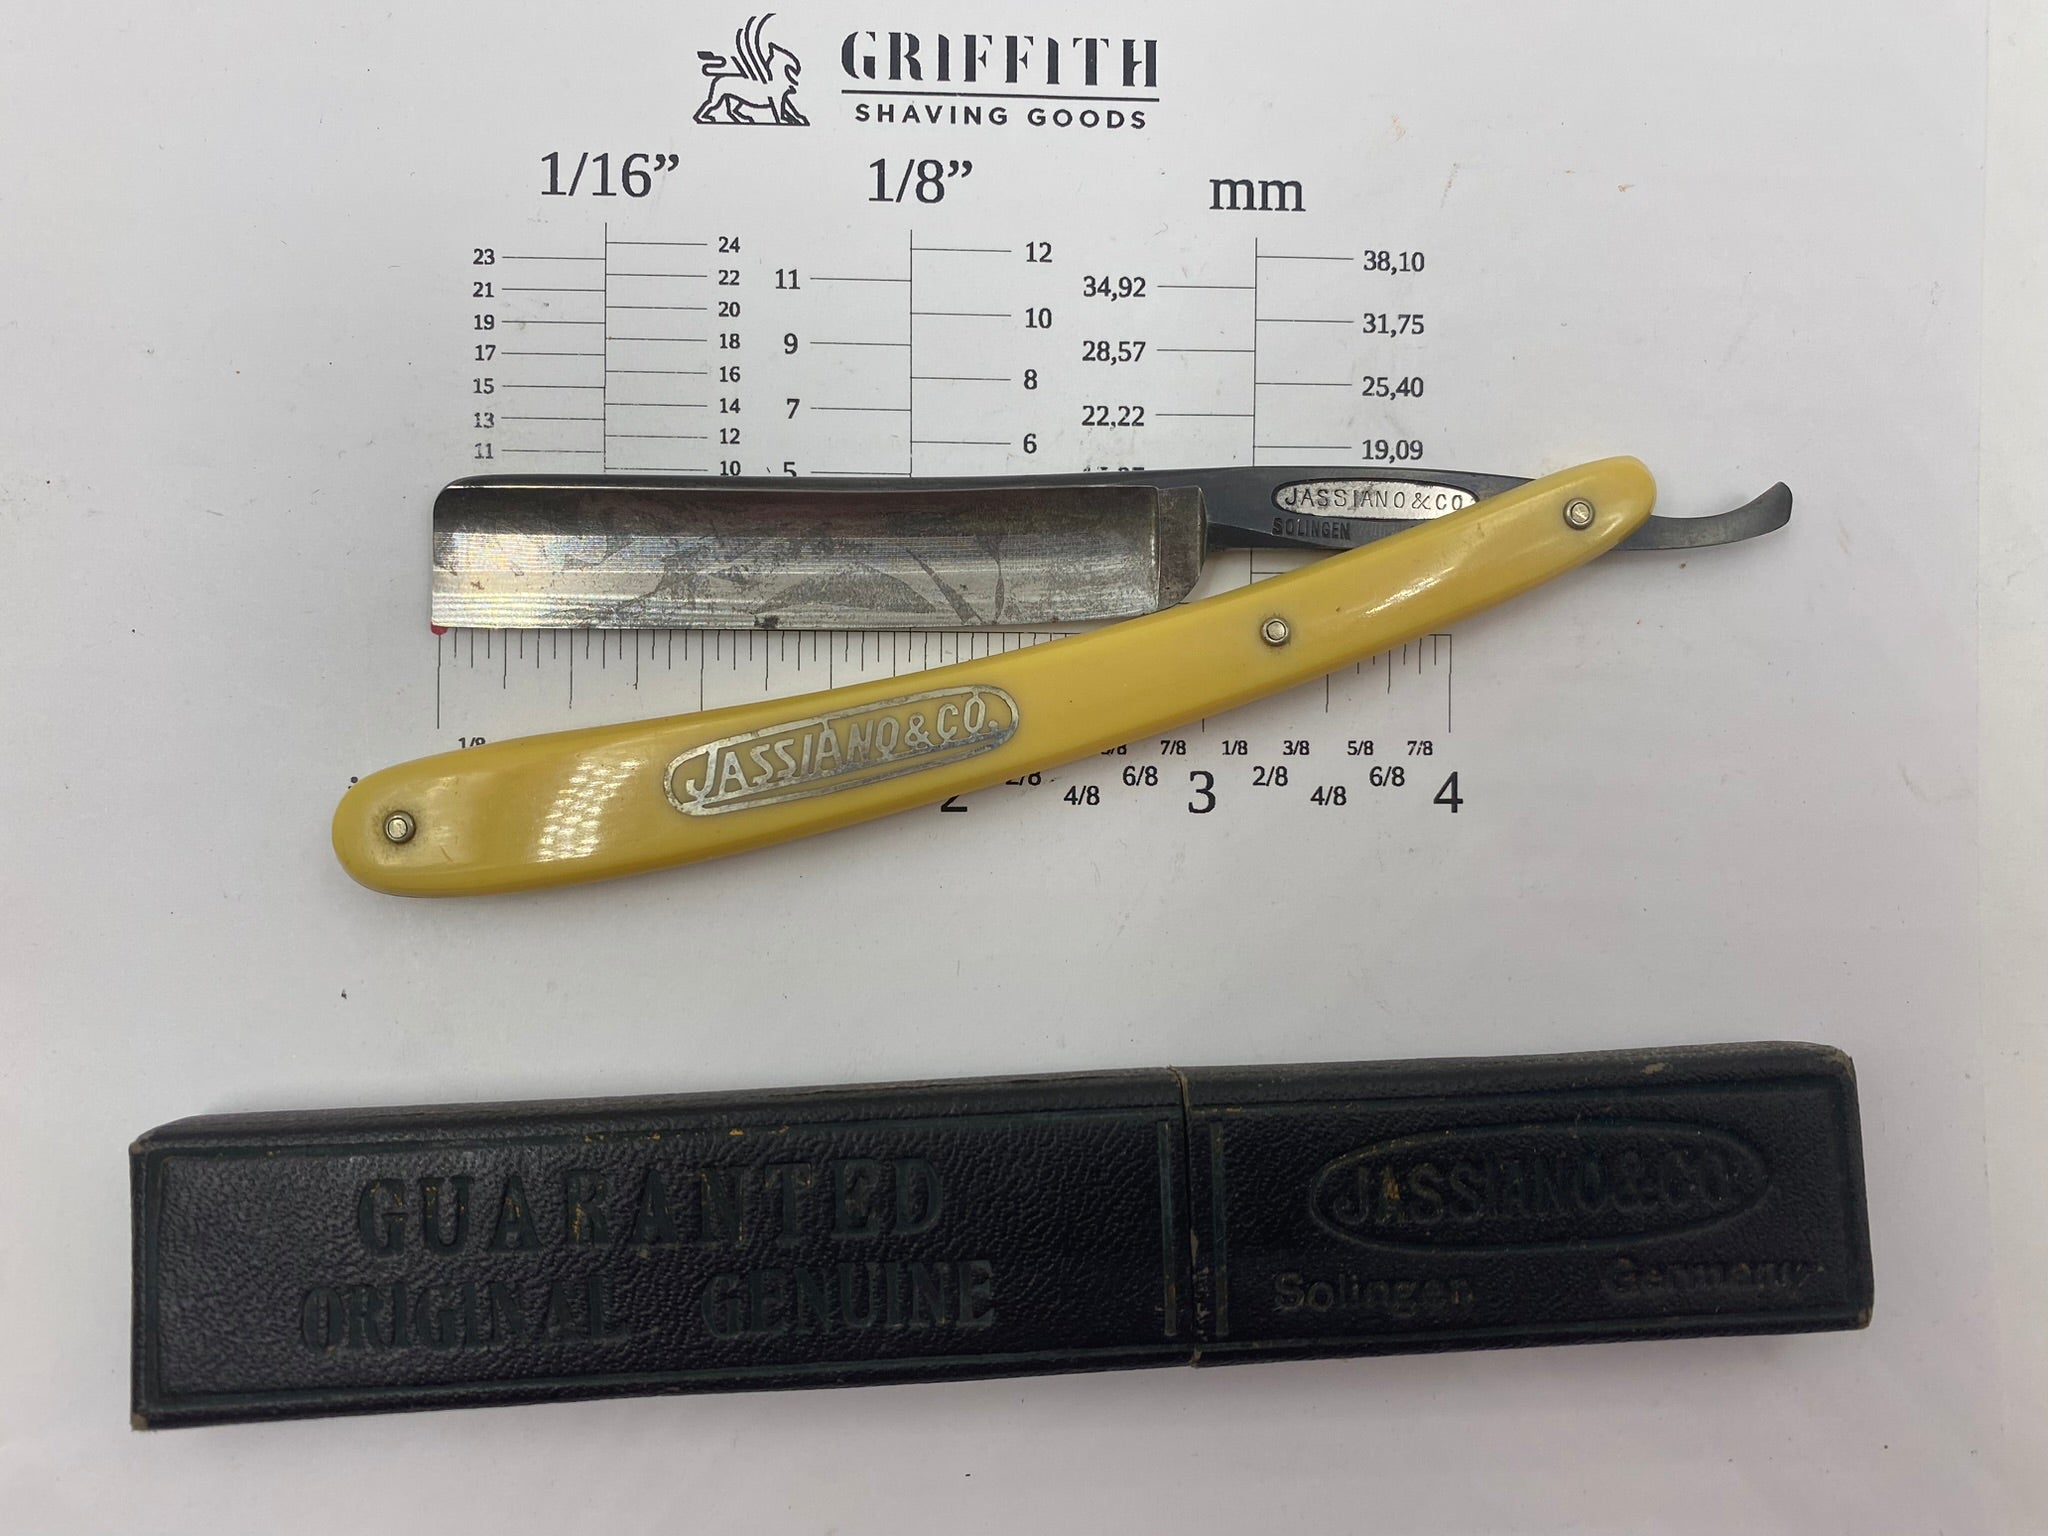 GRIFFITH
SHAVING GOODS
1/16” 1/8” mm
24
23
22
21
20
19
18
17
16
15
14
13
12
11
10
12
11
10
9
8
7
6
5
38,10
34,92
31,75
28,57
25,40
22,22
19,09
JASSIANO & CO
SOLINGEN
JASSIANO & CO.
1/8
7/8 1/8 3/8 5/8 7/8
2/8 6/8 2/8 6/8
4/8 4/8
2 3 4
GUARANTED
ORIGINAL GENUINE
JASSIANO & CO.
Solingen Germany